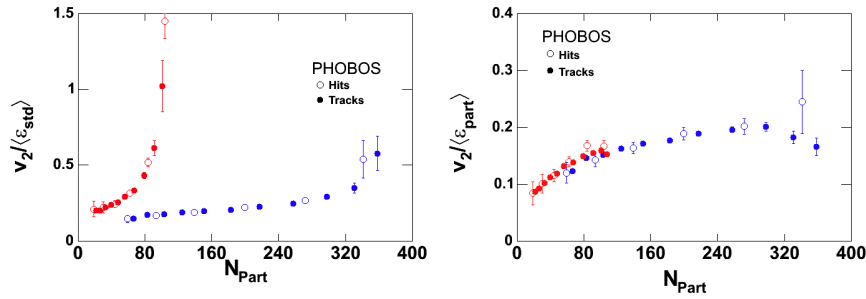 1.5
1
0.5
0
0 80 160 240 320 400
v2/⟨εstd⟩
NPart
PHOBOS
Hits
Tracks
0.4
0.3
0.2
0.1
0.0
0 80 160 240 320 400
v2/⟨εpart⟩
NPart
PHOBOS
Hits
Tracks